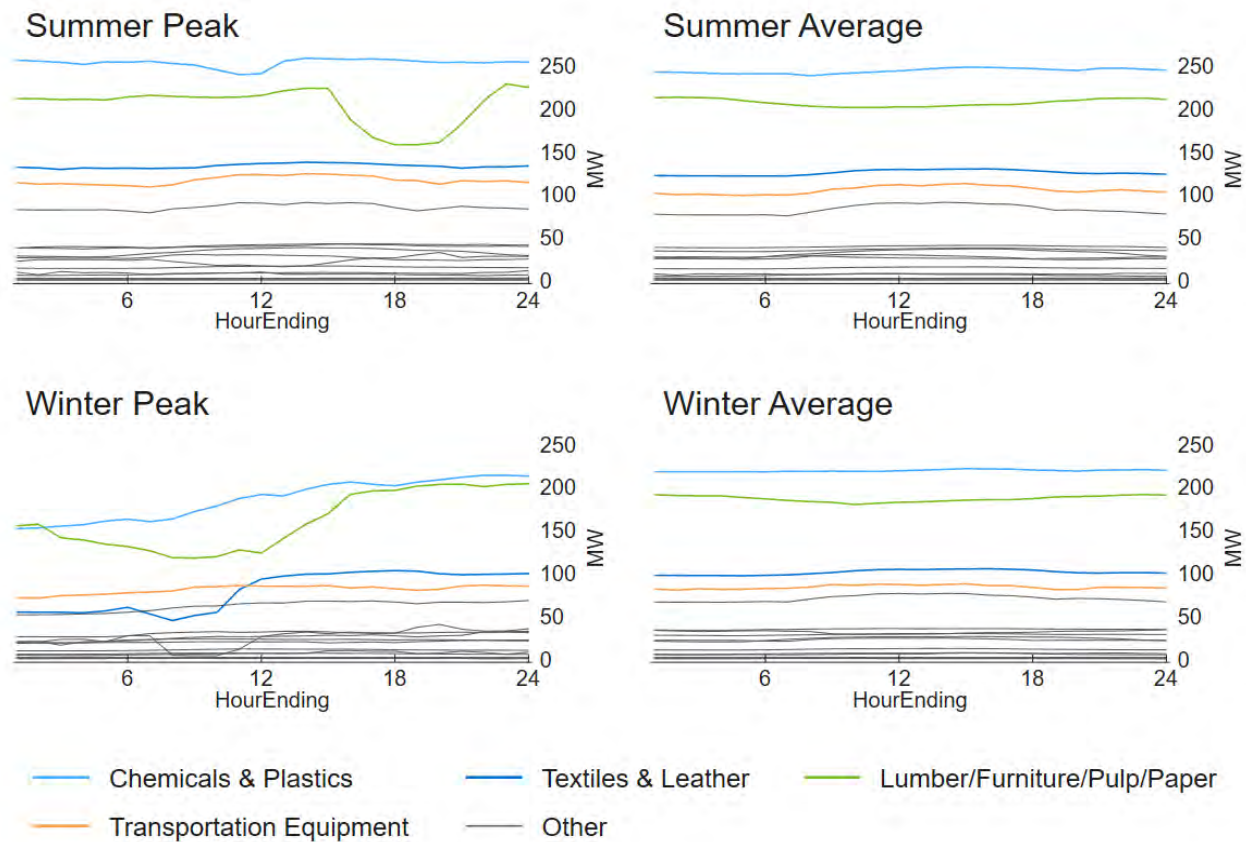 Summer Peak
250
200
150
100
50
0
MW
6
12
18
24
HourEnding
Summer Average
250
200
150
100
50
0
MW
6
12
18
24
HourEnding
Winter Peak
250
200
150
100
50
0
MW
6
12
18
24
HourEnding
Winter Average
250
200
150
100
50
0
MW
6
12
18
24
HourEnding
Chemicals & Plastics
Textiles & Leather
Lumber/Furniture/Pulp/Paper
Transportation Equipment
Other